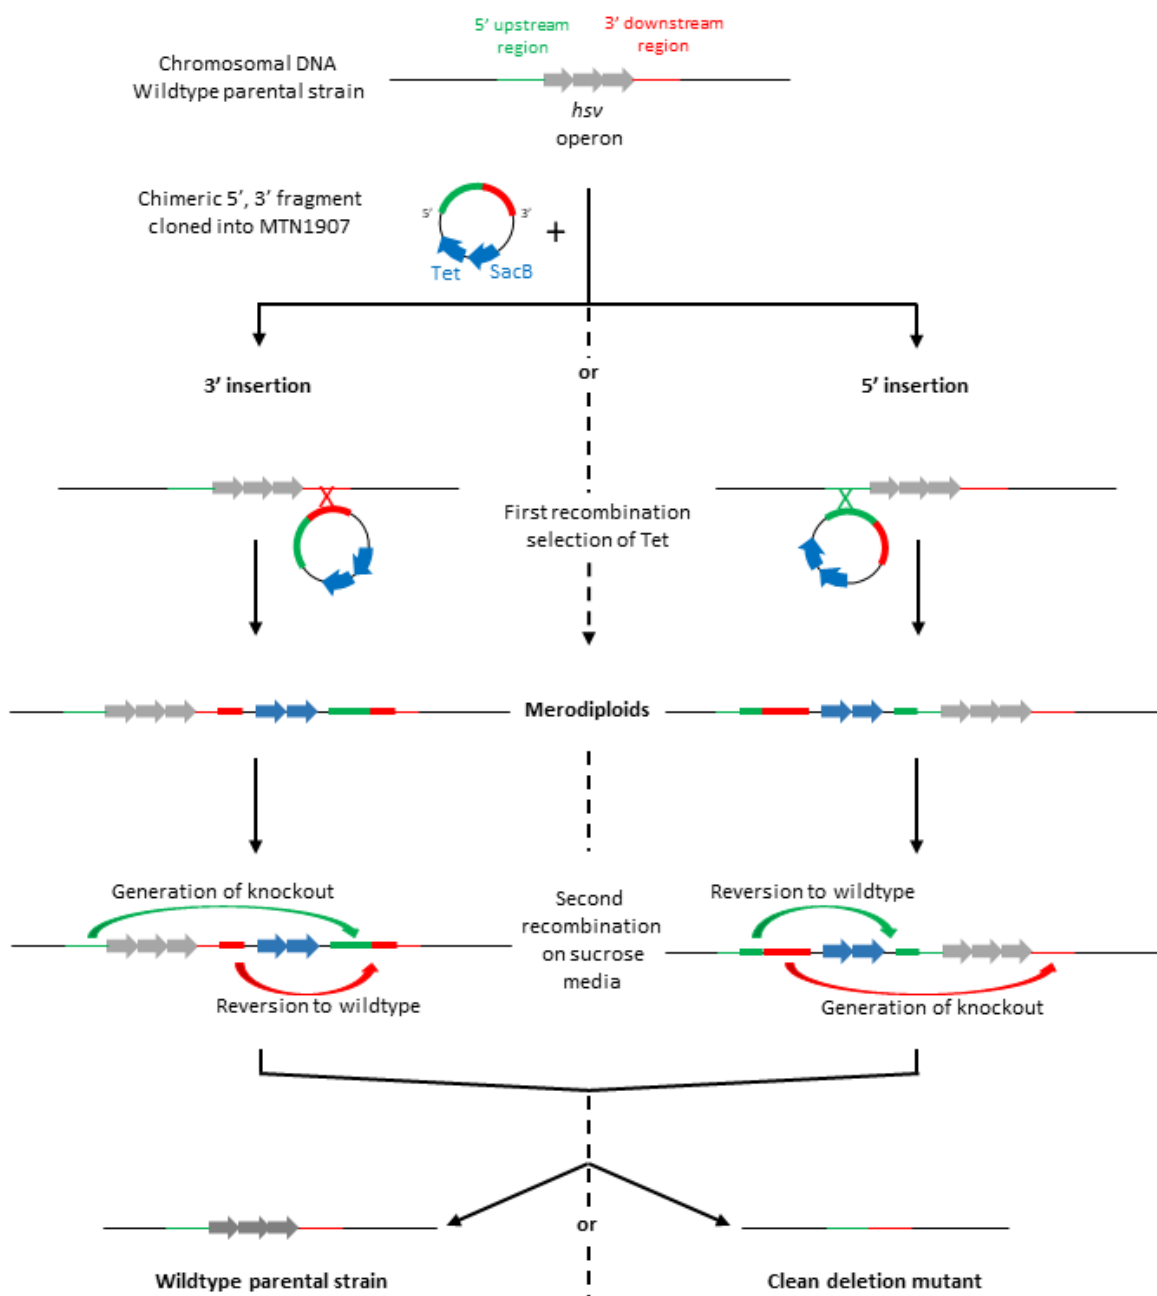 5' upstream
region
3' downstream
region
Chromosomal DNA
Wildtype parental strain
hsv
operon
Chimeric 5', 3' fragment
cloned into MTN1907
5'
3'
+
Tet
SacB
3' insertion
or
5' insertion
First recombination
selection of Tet
Merodiploids
Generation of knockout
Reversion to wildtype
Second
recombination
on sucrose
media
Reversion to wildtype
Generation of knockout
or
Wildtype parental strain
Clean deletion mutant